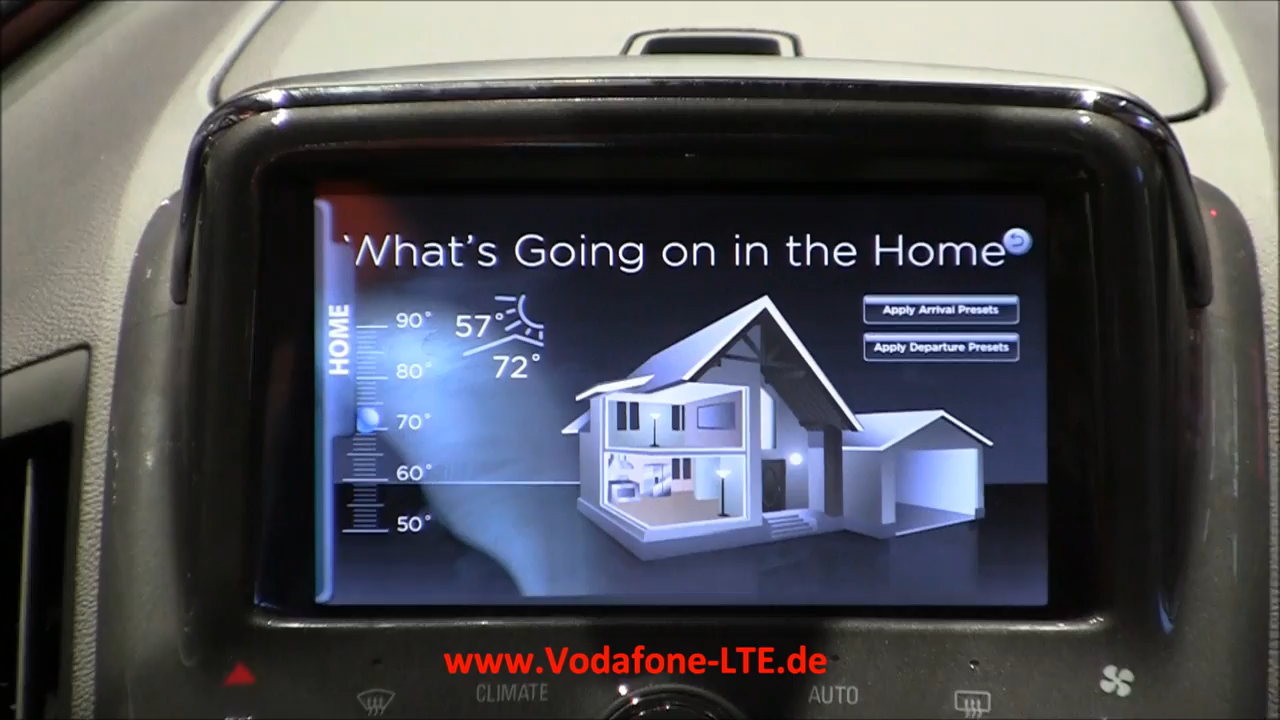 What's Going on in the Home
HOME
90°
80°
70°
60°
50°
57°
72°
Apply Arrival Presets
Apply Departure Presets
www.Vodafone-LTE.de
CLIMATE
AUTO